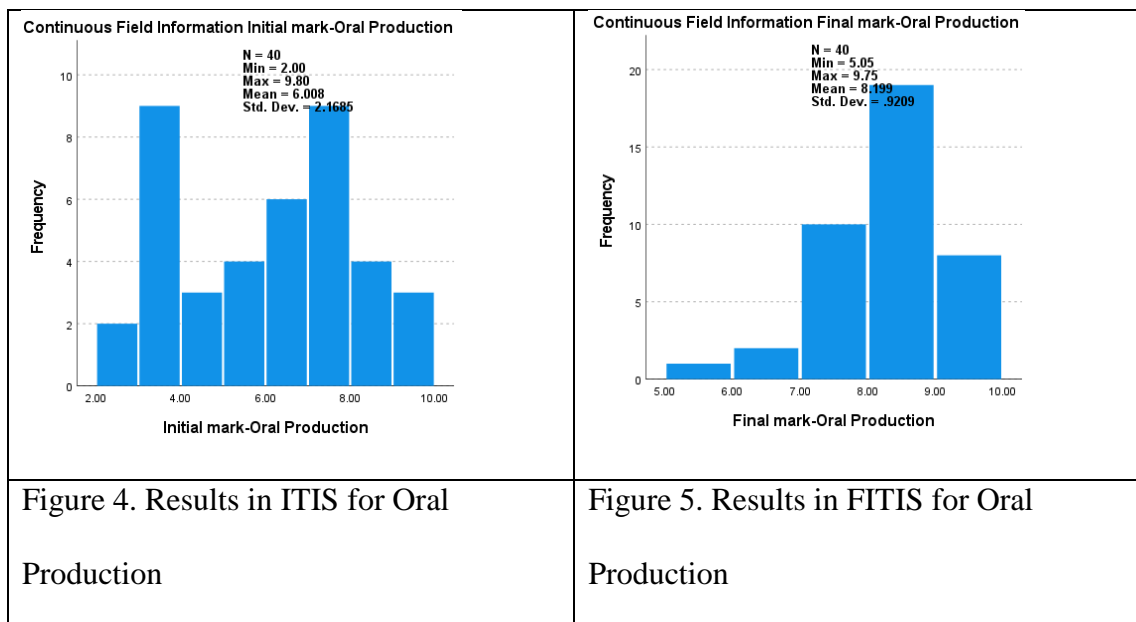 Continuous Field Information Initial mark-Oral Production
N = 40
Min = 2.00
Max = 9.80
Mean = 6.008
Std. Dev. = 2.1685
10
8
6
4
2
0
Frequency
2.00 4.00 6.00 8.00 10.00
Initial mark-Oral Production
Continuous Field Information Final mark-Oral Production
N = 40
Min = 5.05
Max = 9.75
Mean = 8.199
Std. Dev. = .9209
20
15
10
5
0
Frequency
5.00 6.00 7.00 8.00 9.00 10.00
Final mark-Oral Production
Figure 4. Results in ITIS for Oral
Production
Figure 5. Results in FITIS for Oral
Production